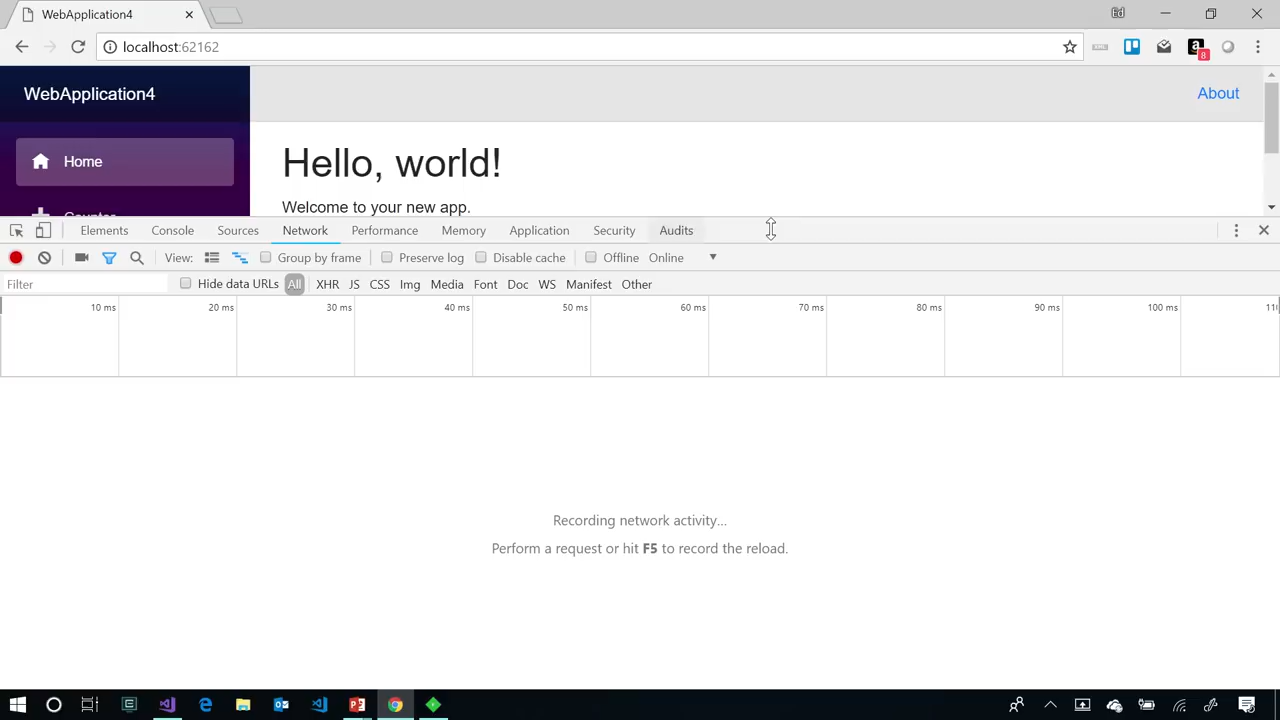 WebApplication4
Ed
localhost:62162
8
WebApplication4
About
Home
Hello, world!
Counter
Welcome to your new app.
Elements Console Sources Network Performance Memory Application Security Audits
View: Group by frame Preserve log Disable cache Offline Online
Filter Hide data URLs All XHR JS CSS Img Media Font Doc WS Manifest Other
10 ms 20 ms 30 ms 40 ms 50 ms 60 ms 70 ms 80 ms 90 ms 100 ms 11
Recording network activity...
Perform a request or hit F5 to record the reload.